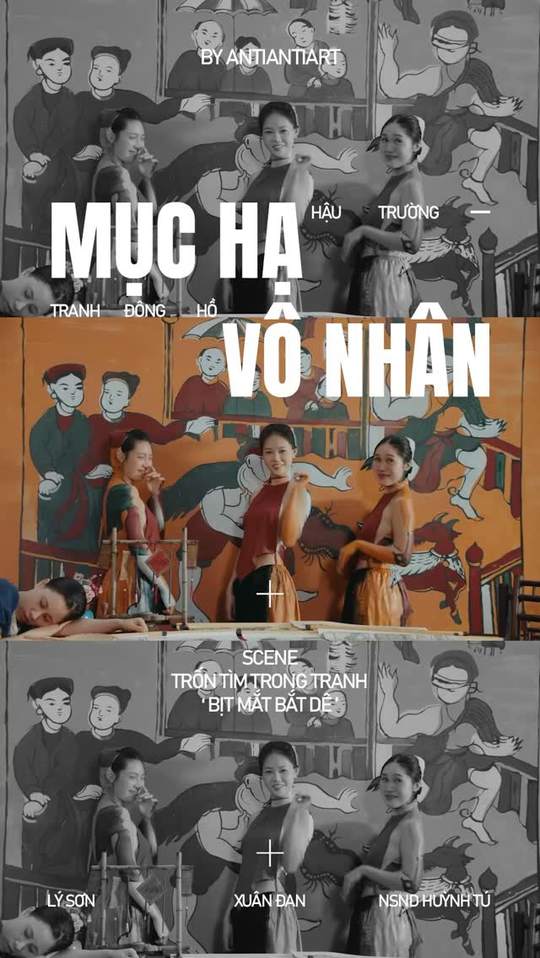 BY ANTIANTIART
MỤC HẠ
HẬU TRƯỜNG —
TRANH ĐÔNG HỒ
VÔ NHÂN
SCENE
TRỐN TÌM TRONG TRANH
'BỊT MẮT BẮT DÊ'
LÝ SƠN
XUÂN ĐAN
NSND HUỲNH TÚ